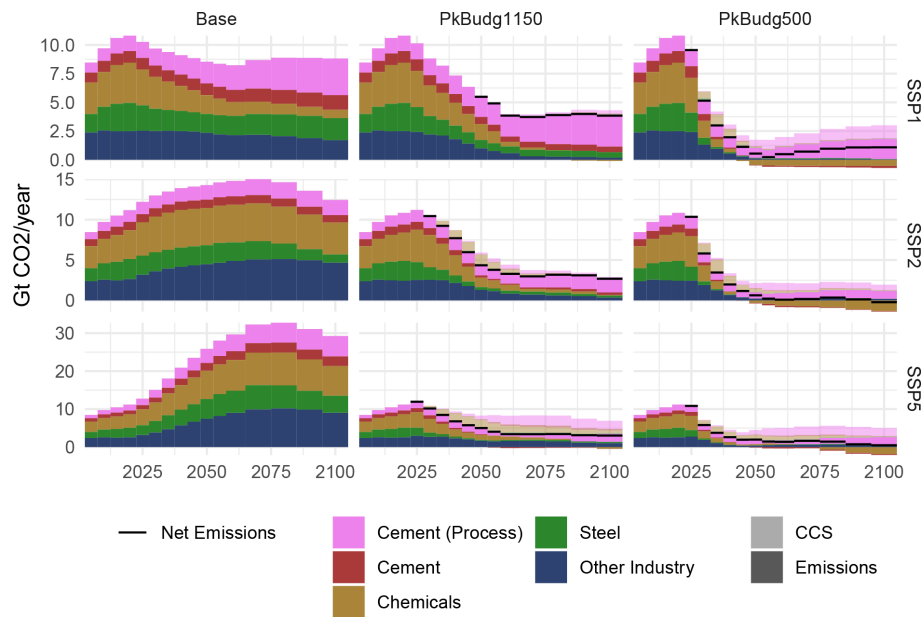 Base PkBudg1150 PkBudg500
Gt CO2/year
10.0
7.5
5.0
2.5
0.0
SSP1
15
10
5
0
SSP2
30
20
10
0
SSP5
2025 2050 2075 2100 2025 2050 2075 2100 2025 2050 2075 2100
Net Emissions
Cement (Process)
Cement
Chemicals
Steel
Other Industry
CCS
Emissions